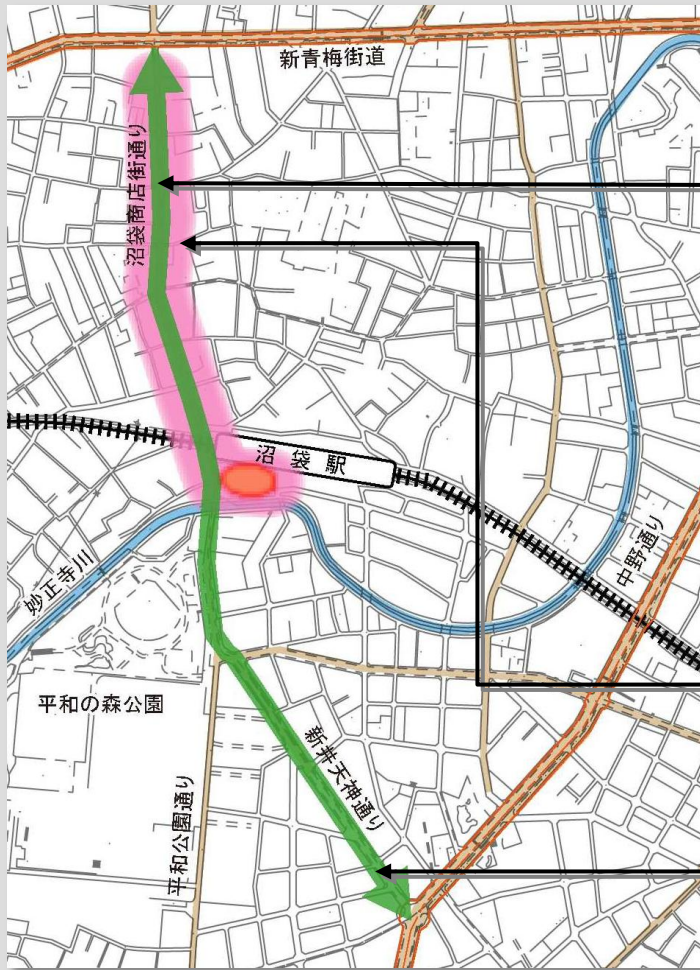 新青梅街道
沼袋商店街通り
沼袋駅
妙正寺川
中野通り
平和の森公園
新井天神通り
平和公園通り